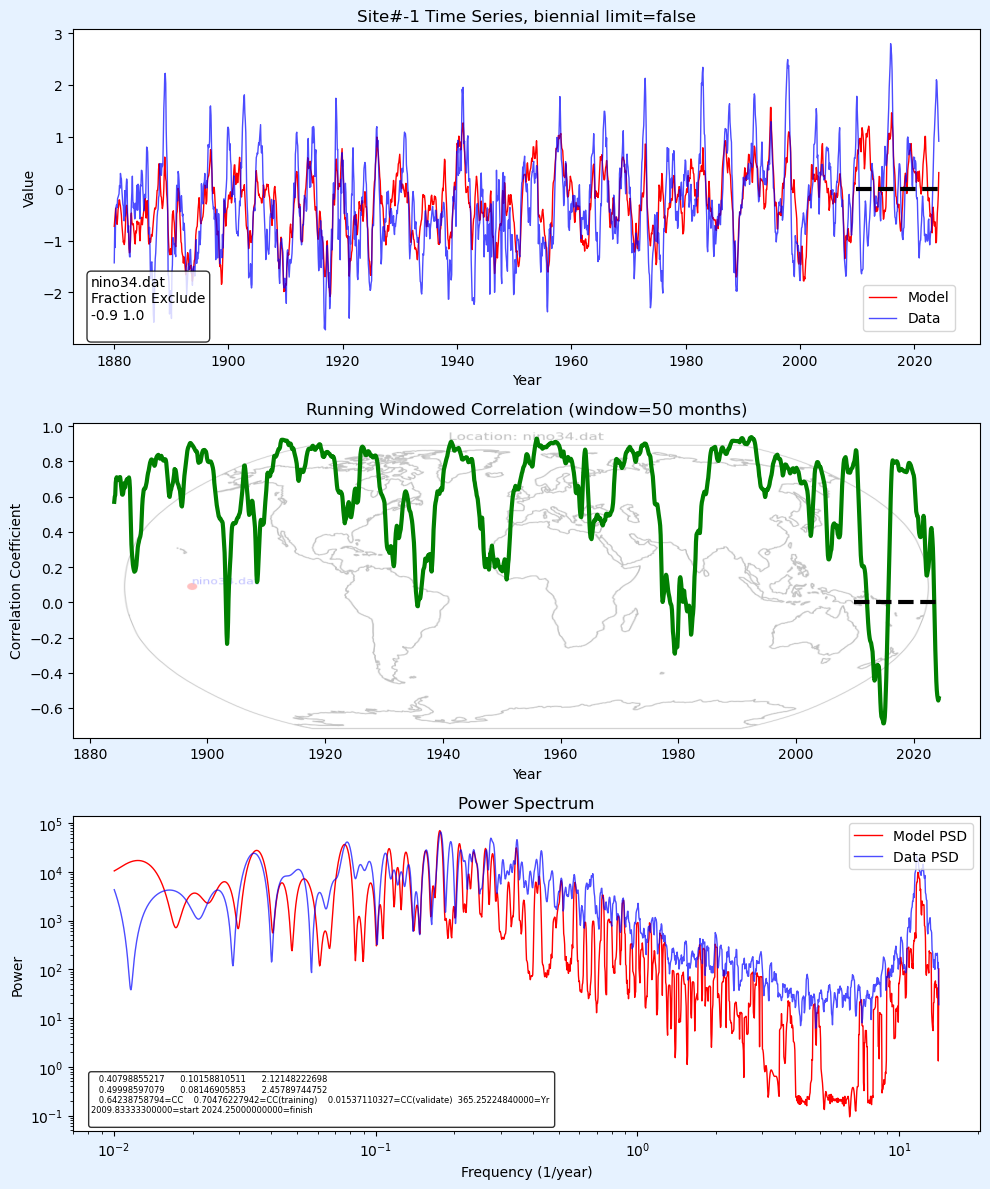 Site#-1 Time Series, biennial limit=false
Value
3
2
1
0
−1
−2
nino34.dat
Fraction Exclude
-0.9 1.0
Model
Data
1880 1900 1920 1940 1960 1980 2000 2020
Year
Running Windowed Correlation (window=50 months)
Location: nino34.dat
Correlation Coefficient
1.0
0.8
0.6
0.4
0.2
0.0
−0.2
−0.4
−0.6
nino34.dat
1880 1900 1920 1940 1960 1980 2000 2020
Year
Power Spectrum
Power
10^5
10^4
10^3
10^2
10^1
10^0
10^−1
Model PSD
Data PSD
0.40798855217 0.10158810511 2.12148222698
0.49998597079 0.08146905853 2.45789744752
0.64238758794=CC 0.70476227942=CC(training) 0.01537110327=CC(validate) 365.25224840000=Yr
2009.83333300000=start 2024.25000000000=finish
10^−2 10^−1 10^0 10^1
Frequency (1/year)